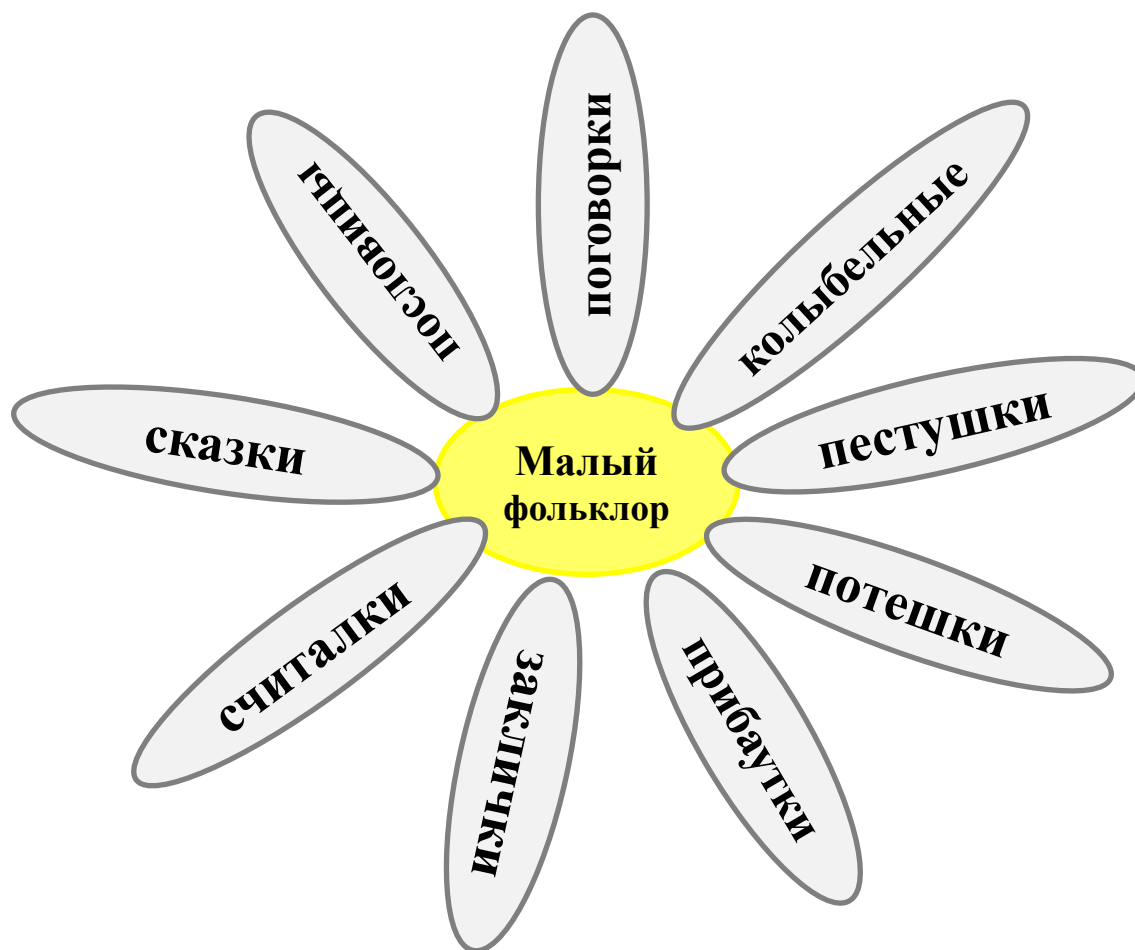 Малый
фольклор
поговорки
колыбельные
пестушки
потешки
прибаутки
заклички
считалки
сказки
пословицы